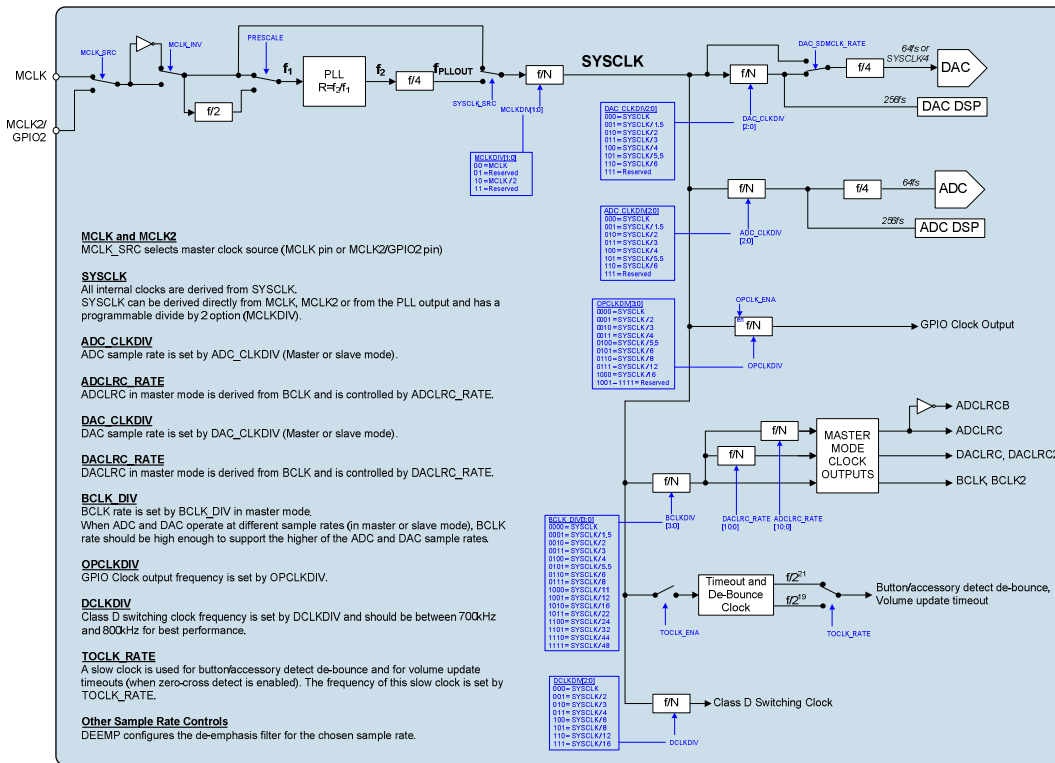 MCLK_SRC
MCLK_INV
PRESCALE
MCLK
MCLK2/
GPIO2
f/2
f1
PLL
R=f2/f1
f2
f/4
fPLLOUT
SYSCLK_SRC
MCLKDIV[1:0]
f/N
SYSCLK
MCLKDIV[1:0]
00=MCLK
01=Reserved
10=MCLK/2
11=Reserved
DAC_SDMCLK_RATE
f/N
f/4
64fs or
SYSCLK/4
DAC
256fs
DAC DSP
DAC_CLKDIV
[2:0]
DAC_CLKDIV2:0]
000=SYSCLK
001=SYSCLK/1.5
010=SYSCLK/2
011=SYSCLK/3
100=SYSCLK/4
101=SYSCLK/5.5
110=SYSCLK/6
111=Reserved
f/N
f/4
64fs
ADC
256fs
ADC DSP
ADC_CLKDIV
[2:0]
ADC_CLKDIV[2:0]
000=SYSCLK
001=SYSCLK/1.5
010=SYSCLK/2
011=SYSCLK/3
100=SYSCLK/4
101=SYSCLK/5.5
110=SYSCLK/6
111=Reserved
OPCLKDIV[3:0]
0000=SYSCLK
0001=SYSCLK/2
0010=SYSCLK/3
0011=SYSCLK/4
0100=SYSCLK/5.5
0101=SYSCLK/6
0110=SYSCLK/8
0111=SYSCLK/12
1000=SYSCLK/16
1001-1111=Reserved
OPCLK_ENA
en
f/N
OPCLKDIV
GPIO Clock Output
MCLK and MCLK2
MCLK_SRC selects master clock source (MCLK pin or MCLK2/GPIO2 pin)
SYSCLK
All internal clocks are derived from SYSCLK.
SYSCLK can be derived directly from MCLK, MCLK2 or from the PLL output and has a
programmable divide by 2 option (MCLKDIV).
ADC_CLKDIV
ADC sample rate is set by ADC_CLKDIV (Master or slave mode).
ADCLRC_RATE
ADCLRC in master mode is derived from BCLK and is controlled by ADCLRC_RATE.
DAC_CLKDIV
DAC sample rate is set by DAC_CLKDIV (Master or slave mode).
DACLRC_RATE
DACLRC in master mode is derived from BCLK and is controlled by DACLRC_RATE.
BCLK_DIV
BCLK rate is set by BCLK_DIV in master mode.
When ADC and DAC operate at different sample rates (in master or slave mode), BCLK
rate should be high enough to support the higher of the ADC and DAC sample rates.
OPCLKDIV
GPIO Clock output frequency is set by OPCLKDIV.
DCLKDIV
Class D switching clock frequency is set by DCLKDIV and should be between 700kHz
and 800kHz for best performance.
TOCLK_RATE
A slow clock is used for button/accessory detect de-bounce and for volume update
timeouts (when zero-cross detect is enabled). The frequency of this slow clock is set by
TOCLK_RATE.
Other Sample Rate Controls
DEEMP configures the de-emphasis filter for the chosen sample rate.
f/N
f/N
f/N
MASTER
MODE
CLOCK
OUTPUTS
ADCLRCB
ADCLRC
DACLRC, DACLRC2
BCLK, BCLK2
BCLKDIV
[3:0]
DACLRC_RATE
[10:0]
ADCLRC_RATE
[10:0]
BCLK_DIV[3:0]
0000=SYSCLK
0001=SYSCLK/1.5
0010=SYSCLK/2
0011=SYSCLK/3
0100=SYSCLK/4
0101=SYSCLK/5.5
0110=SYSCLK/6
0111=SYSCLK/8
1000=SYSCLK/11
1001=SYSCLK/12
1010=SYSCLK/16
1011=SYSCLK/22
1100=SYSCLK/24
1101=SYSCLK/32
1110=SYSCLK/44
1111=SYSCLK/48
TOCLK_ENA
Timeout and
De-Bounce
Clock
f/2^21
f/2^19
TOCLK_RATE
Button/accessory detect de-bounce,
Volume update timeout
DCLKDIV[2:0]
000=SYSCLK
001=SYSCLK/2
010=SYSCLK/3
011=SYSCLK/4
100=SYSCLK/6
101=SYSCLK/8
110=SYSCLK/12
111=SYSCLK/16
f/N
DCLKDIV
Class D Switching Clock